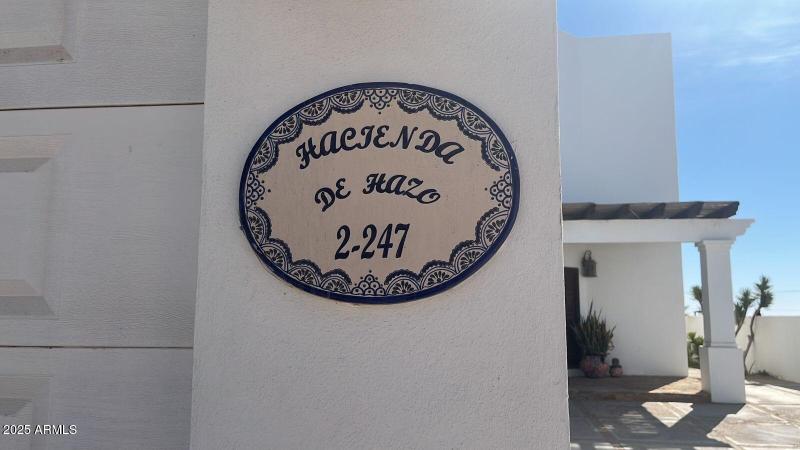 HACIENDA
DE HAZO
2-247
2025 ARMLS